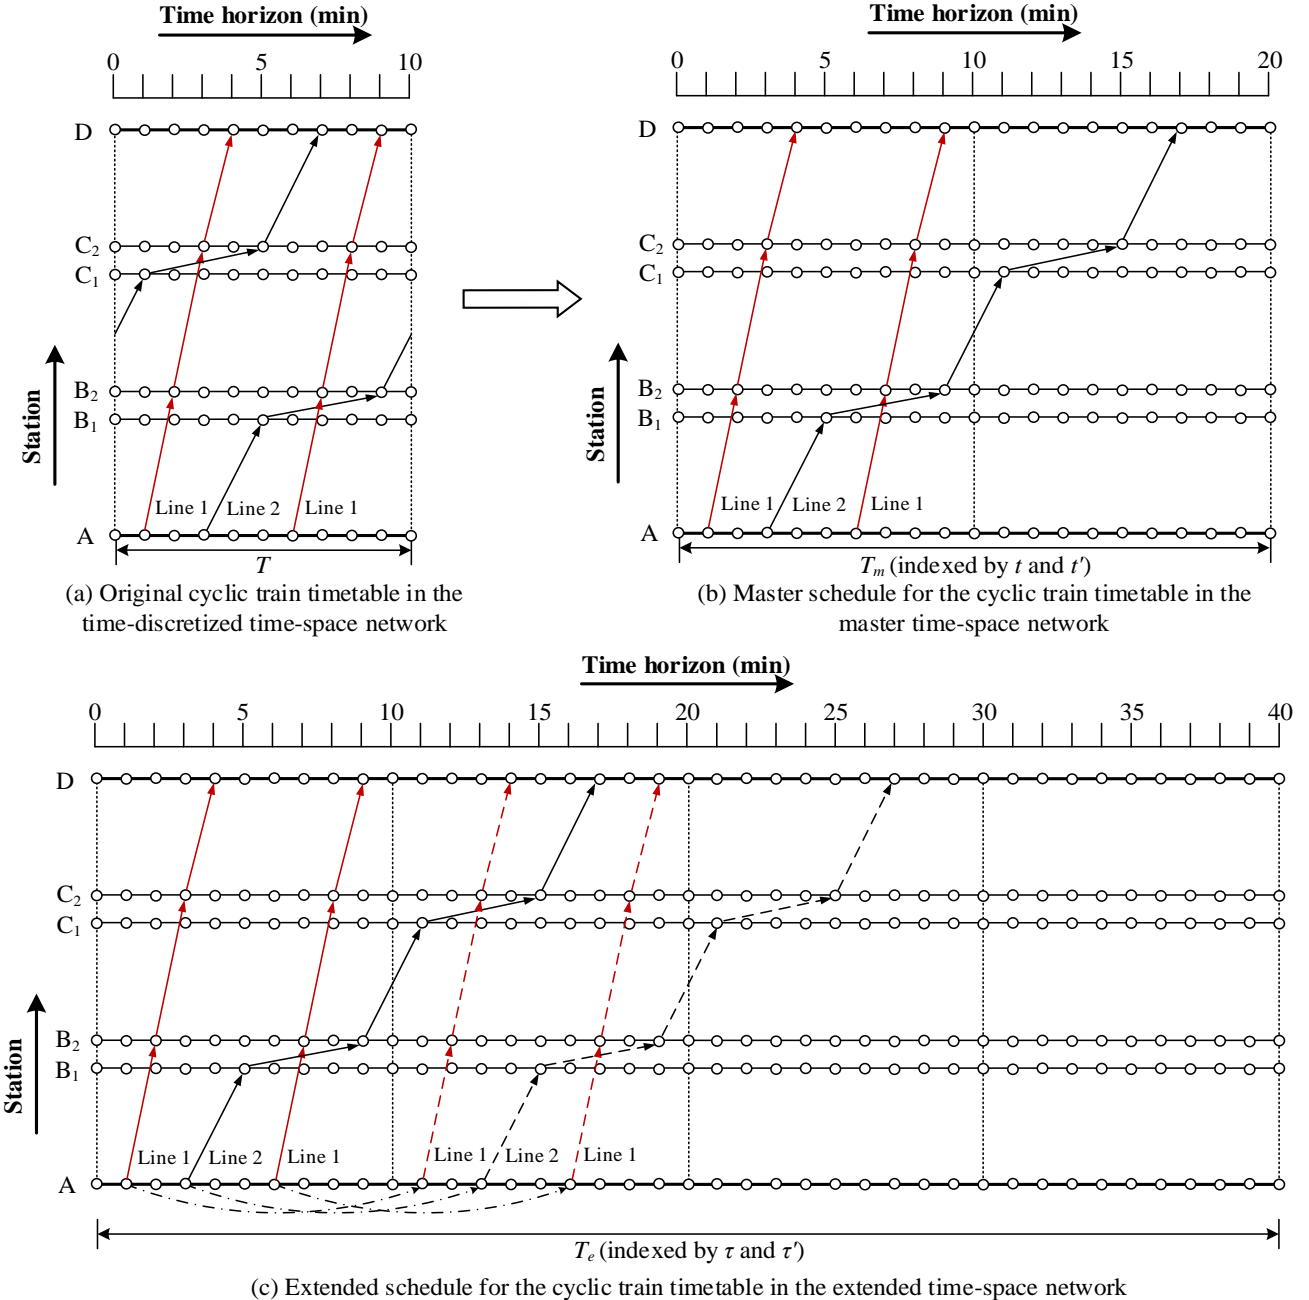 Time horizon (min)
0 5 10
D
C2
C1
B2
B1
A
Station
Line 1 Line 2 Line 1
T
(a) Original cyclic train timetable in the
time-discretized time-space network
Time horizon (min)
0 5 10 15 20
D
C2
C1
B2
B1
A
Station
Line 1 Line 2 Line 1
Tm (indexed by t and t′)
(b) Master schedule for the cyclic train timetable in the
master time-space network
Time horizon (min)
0 5 10 15 20 25 30 35 40
D
C2
C1
B2
B1
A
Station
Line 1 Line 2 Line 1 Line 1 Line 2 Line 1
Te (indexed by τ and τ′)
(c) Extended schedule for the cyclic train timetable in the extended time-space network